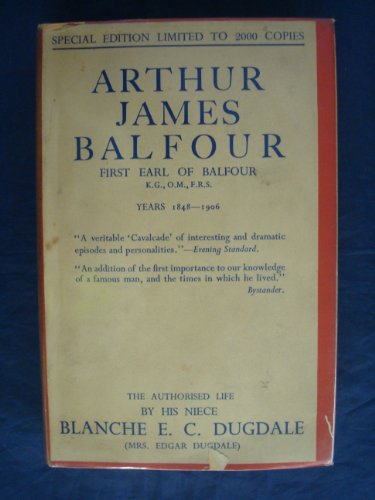 SPECIAL EDITION LIMITED TO 2000 COPIES
ARTHUR
JAMES
BALFOUR
FIRST EARL OF BALFOUR
K.G., O.M., F.R.S.
YEARS 1848—1906
"A veritable 'Cavalcade' of interesting and dramatic
episodes and personalities."—Evening Standard.
"An addition of the first importance to our knowledge
of a famous man, and the times in which he lived."
Bystander.
THE AUTHORISED LIFE
BY HIS NIECE
BLANCHE E. C. DUGDALE
(MRS. EDGAR DUGDALE)